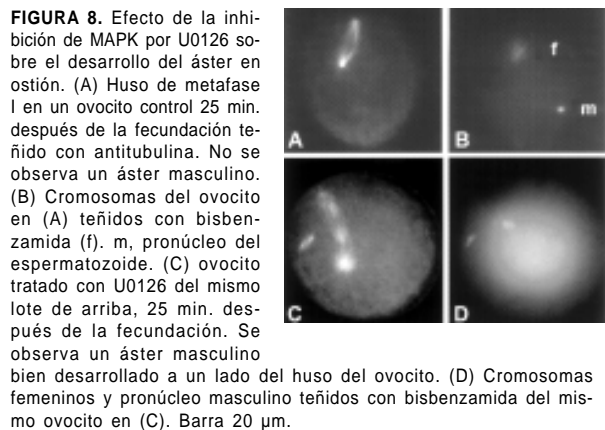 FIGURA 8. Efecto de la inhi-
bición de MAPK por U0126 so-
bre el desarrollo del áster en
ostión. (A) Huso de metafase
I en un ovocito control 25 min.
después de la fecundación te-
ñido con antitubulina. No se
observa un áster masculino.
(B) Cromosomas del ovocito
en (A) teñidos con bisben-
zamida (f). m, pronúcleo del
espermatozoide. (C) ovocito
tratado con U0126 del mismo
lote de arriba, 25 min. des-
pués de la fecundación. Se
observa un áster masculino
bien desarrollado a un lado del huso del ovocito. (D) Cromosomas
femeninos y pronúcleo masculino teñidos con bisbenzamida del mis-
mo ovocito en (C). Barra 20 µm.
A
B
f
m
C
D